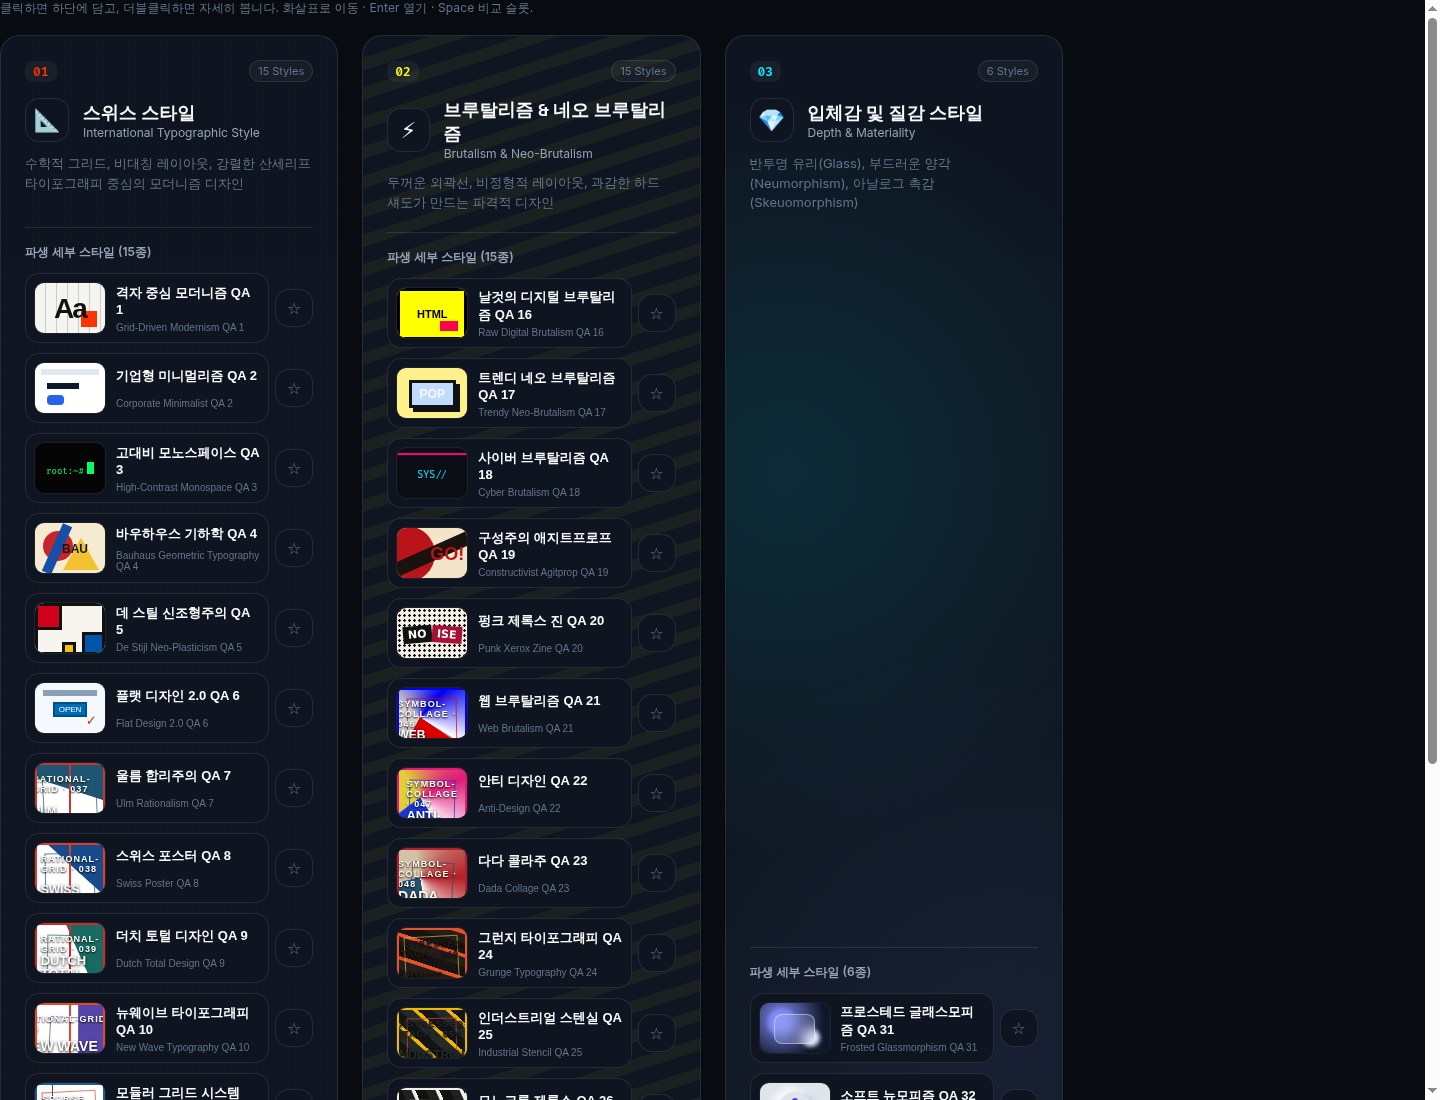 클릭하면 하단에 담고, 더블클릭하면 자세히 봅니다. 화살표로 이동 · Enter 열기 · Space 비교 슬롯.
01
15 Styles
📐
스위스 스타일
International Typographic Style
수학적 그리드, 비대칭 레이아웃, 강렬한 산세리프
타이포그래피 중심의 모더니즘 디자인
파생 세부 스타일 (15종)
Aa
격자 중심 모더니즘 QA
1
Grid-Driven Modernism QA 1
☆
기업형 미니멀리즘 QA 2
Corporate Minimalist QA 2
☆
root:~#
고대비 모노스페이스 QA
3
High-Contrast Monospace QA 3
☆
BAU
바우하우스 기하학 QA 4
Bauhaus Geometric Typography
QA 4
☆
데 스틸 신조형주의 QA
5
De Stijl Neo-Plasticism QA 5
☆
OPEN
✓
플랫 디자인 2.0 QA 6
Flat Design 2.0 QA 6
☆
울름 합리주의 QA 7
Ulm Rationalism QA 7
☆
RATIONAL-
GRID · 038
SWISS
스위스 포스터 QA 8
Swiss Poster QA 8
☆
RATIONAL-
GRID · 039
DUTCH
더치 토털 디자인 QA 9
Dutch Total Design QA 9
☆
W WAVE
뉴웨이브 타이포그래피
QA 10
New Wave Typography QA 10
☆
모듈러 그리드 시스템
02
15 Styles
⚡
브루탈리즘 & 네오 브루탈리
즘
Brutalism & Neo-Brutalism
두꺼운 외곽선, 비정형적 레이아웃, 과감한 하드
섀도가 만드는 파격적 디자인
파생 세부 스타일 (15종)
HTML
날것의 디지털 브루탈리
즘 QA 16
Raw Digital Brutalism QA 16
☆
POP
트렌디 네오 브루탈리즘
QA 17
Trendy Neo-Brutalism QA 17
☆
SYS//
사이버 브루탈리즘 QA
18
Cyber Brutalism QA 18
☆
GO!
구성주의 애지트프로프
QA 19
Constructivist Agitprop QA 19
☆
NO
ISE
펑크 제록스 진 QA 20
Punk Xerox Zine QA 20
☆
SYMBOL-
COLLAGE ·
046
WEB
웹 브루탈리즘 QA 21
Web Brutalism QA 21
☆
SYMBOL-
COLLAGE
· 047
ANTI-
안티 디자인 QA 22
Anti-Design QA 22
☆
SYMBOL-
COLLAGE ·
048
DADA
다다 콜라주 QA 23
Dada Collage QA 23
☆
그런지 타이포그래피 QA
24
Grunge Typography QA 24
☆
인더스트리얼 스텐실 QA
25
Industrial Stencil QA 25
☆
03
6 Styles
💎
입체감 및 질감 스타일
Depth & Materiality
반투명 유리(Glass), 부드러운 양각
(Neumorphism), 아날로그 촉감
(Skeuomorphism)
파생 세부 스타일 (6종)
프로스테드 글래스모피
즘 QA 31
Frosted Glassmorphism QA 31
☆
소프트 뉴모피즘 QA 32